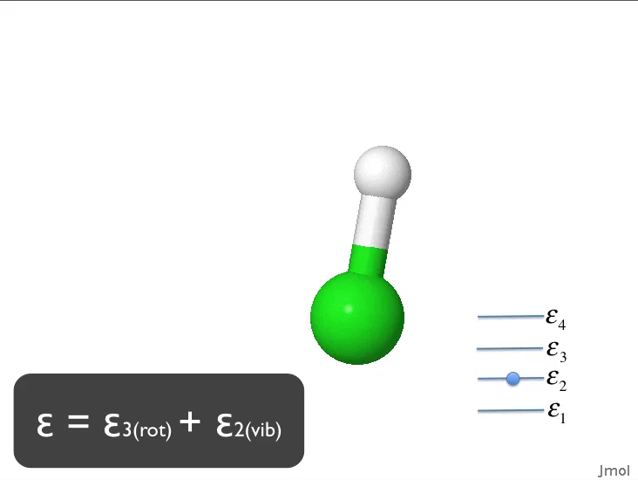 ε₄
ε₃
ε₂
ε₁
ε = ε3(rot) + ε2(vib)
Jmol